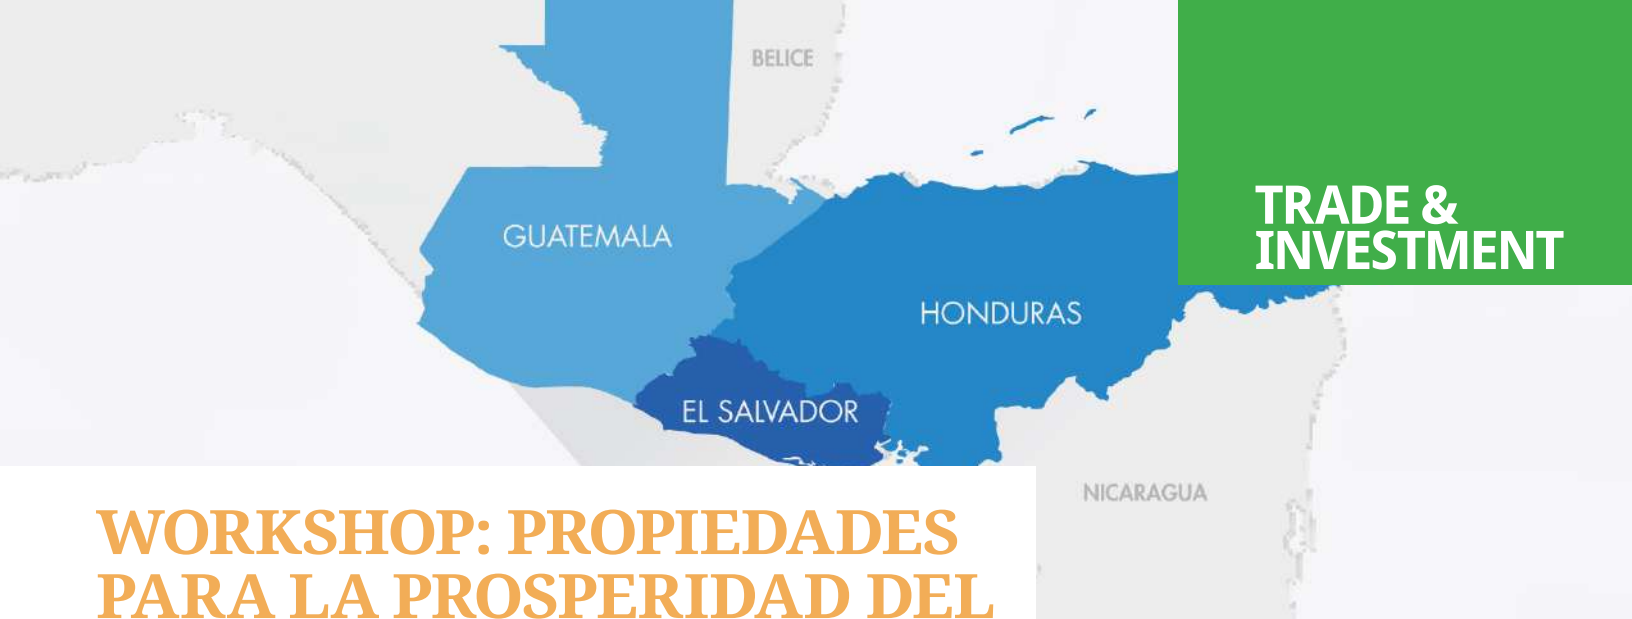 BELICE
TRADE &
INVESTMENT
GUATEMALA
HONDURAS
EL SALVADOR
NICARAGUA
WORKSHOP: PROPIEDADES
PARA LA PROSPERIDAD DEL